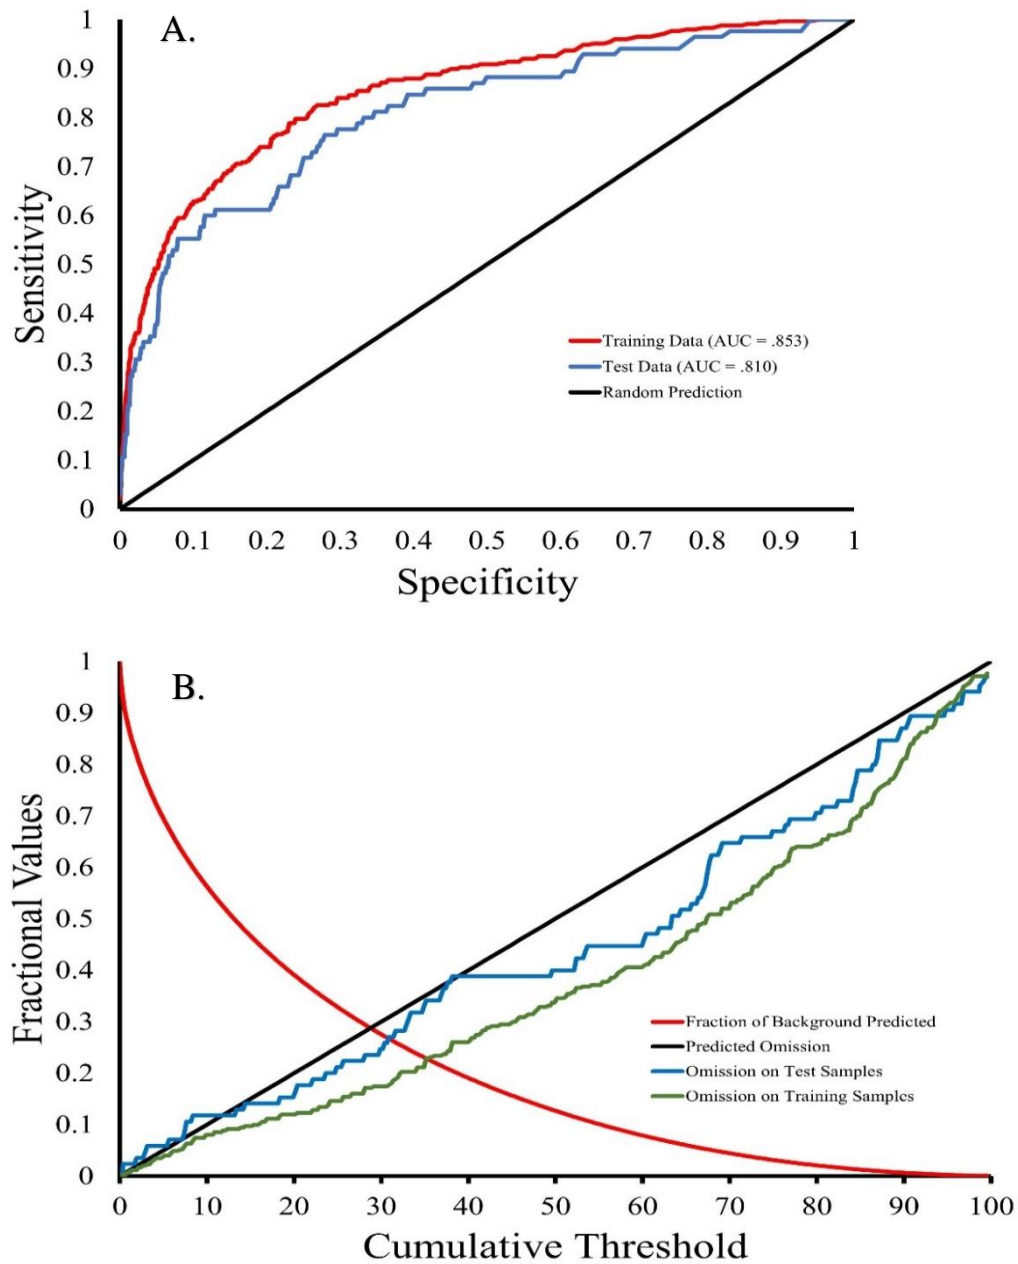 A.
Sensitivity
1
0.9
0.8
0.7
0.6
0.5
0.4
0.3
0.2
0.1
0
Training Data (AUC = .853)
Test Data (AUC = .810)
Random Prediction
0 0.1 0.2 0.3 0.4 0.5 0.6 0.7 0.8 0.9 1
Specificity
B.
Fractional Values
1
0.9
0.8
0.7
0.6
0.5
0.4
0.3
0.2
0.1
0
Fraction of Background Predicted
Predicted Omission
Omission on Test Samples
Omission on Training Samples
0 10 20 30 40 50 60 70 80 90 100
Cumulative Threshold